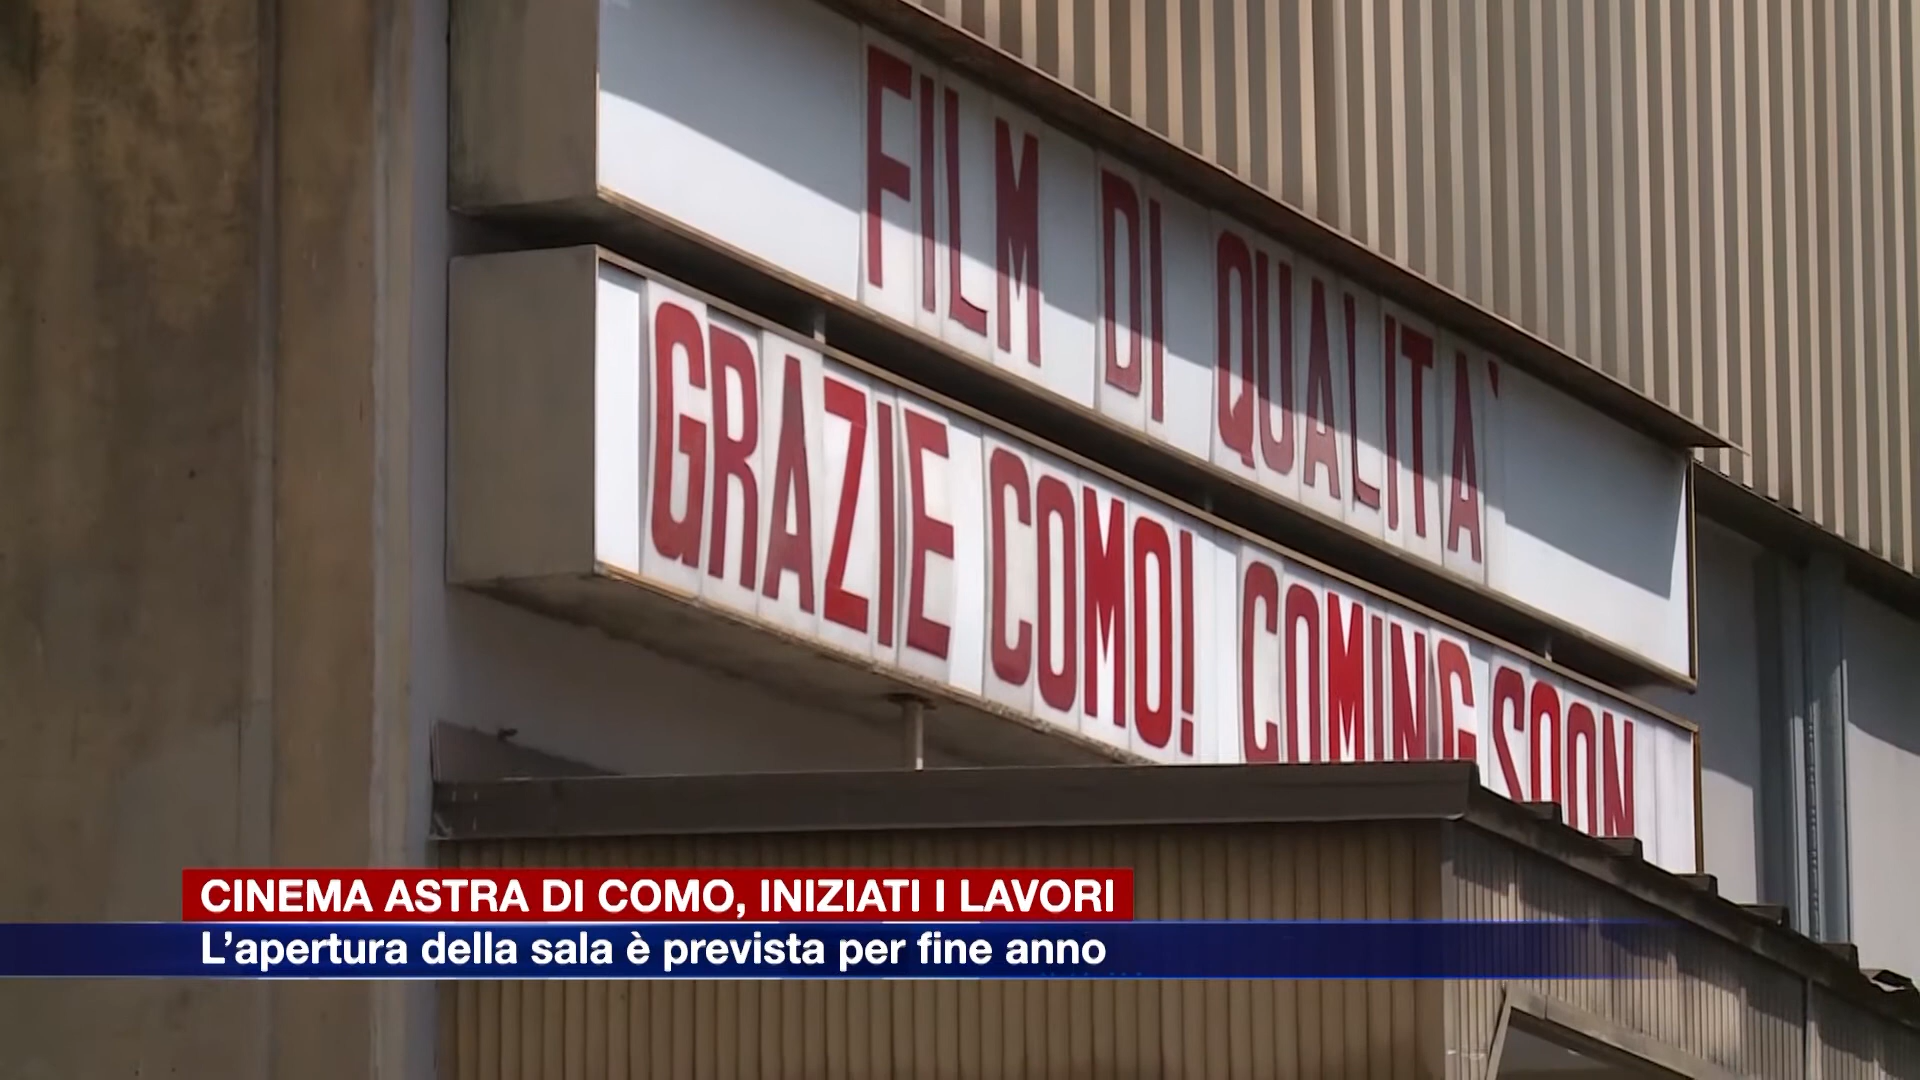 FILM DI QUALITA'
GRAZIE COMO! COMING SOON
CINEMA ASTRA DI COMO, INIZIATI I LAVORI
L'apertura della sala è prevista per fine anno